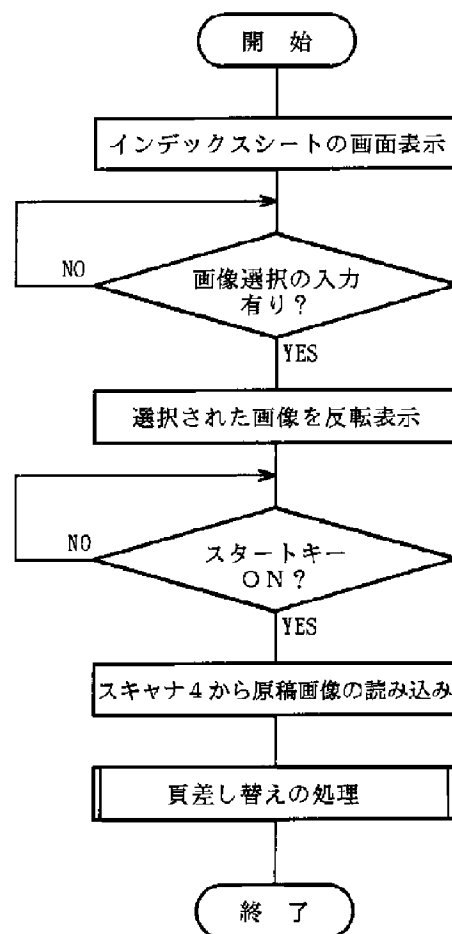 開 始
インデックスシートの画面表示
NO
画像選択の入力
有り？
YES
選択された画像を反転表示
NO
スタートキー
ＯＮ？
YES
スキャナ４から原稿画像の読み込み
頁差し替えの処理
終 了